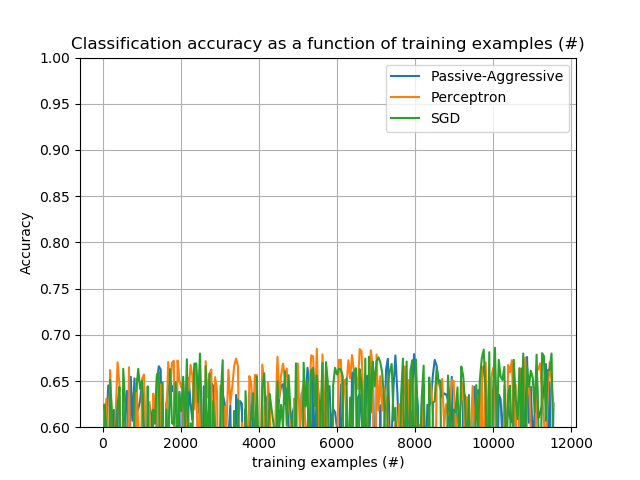 Classification accuracy as a function of training examples (#)
1.00
0.95
0.90
0.85
0.80
0.75
0.70
0.65
0.60
Accuracy
Passive-Aggressive
Perceptron
SGD
0 2000 4000 6000 8000 10000 12000
training examples (#)